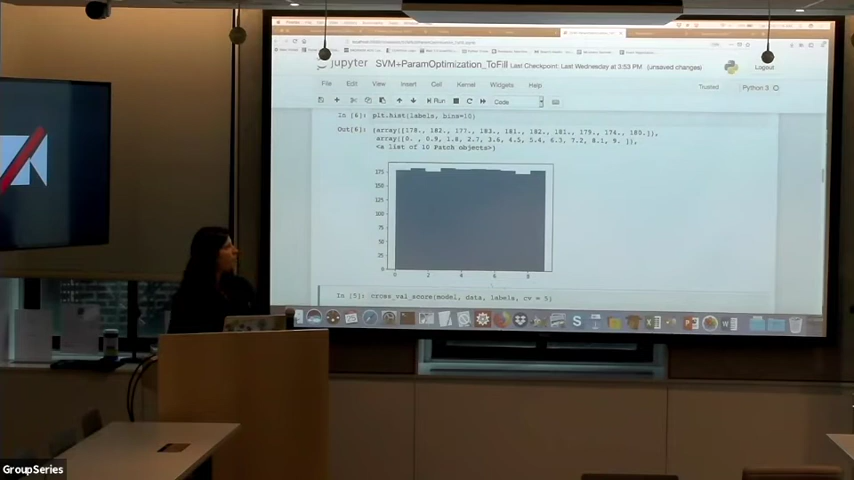 jupyter SVM+ParamOptimization_ToFill Last Checkpoint: Last Wednesday at 3:53 PM (unsaved changes)
Logout
File Edit View Insert Cell Kernel Widgets Help
Trusted Python 3
Run Code
In [6]: plt.hist(labels, bins=10)
Out[6]: (array([178., 182., 177., 183., 181., 182., 181., 179., 174., 180.]),
array([0. , 0.9, 1.8, 2.7, 3.6, 4.5, 5.4, 6.3, 7.2, 8.1, 9. ]),
<a list of 10 Patch objects>)
175
150
125
100
75
50
25
0
0 2 4 6 8
In [5]: cross_val_score(model, data, labels, cv = 5)
GroupSeries